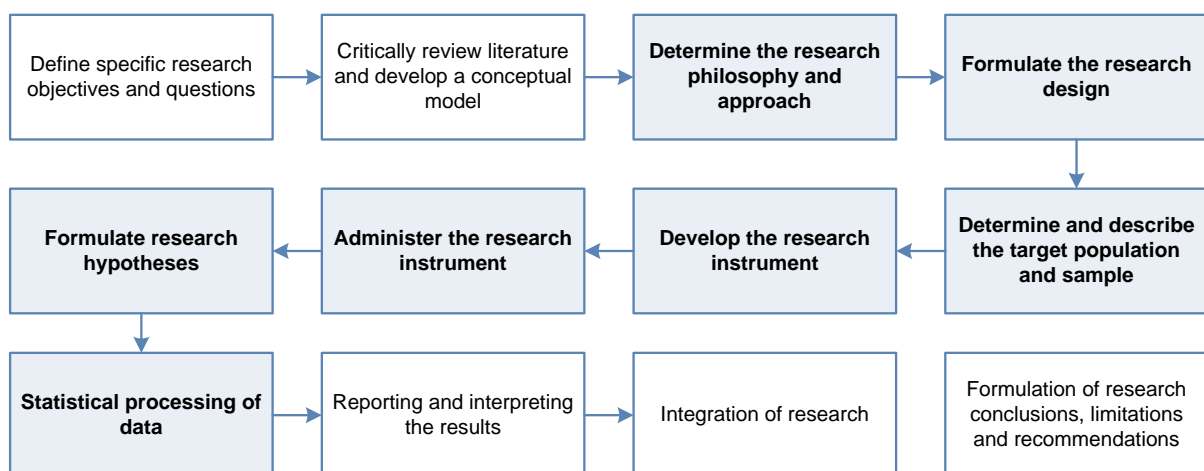 Define specific research
objectives and questions
Critically review literature
and develop a conceptual
model
Determine the research
philosophy and
approach
Formulate the research
design
Determine and describe
the target population
and sample
Develop the research
instrument
Administer the research
instrument
Formulate research
hypotheses
Statistical processing of
data
Reporting and interpreting
the results
Integration of research
Formulation of research
conclusions, limitations
and recommendations